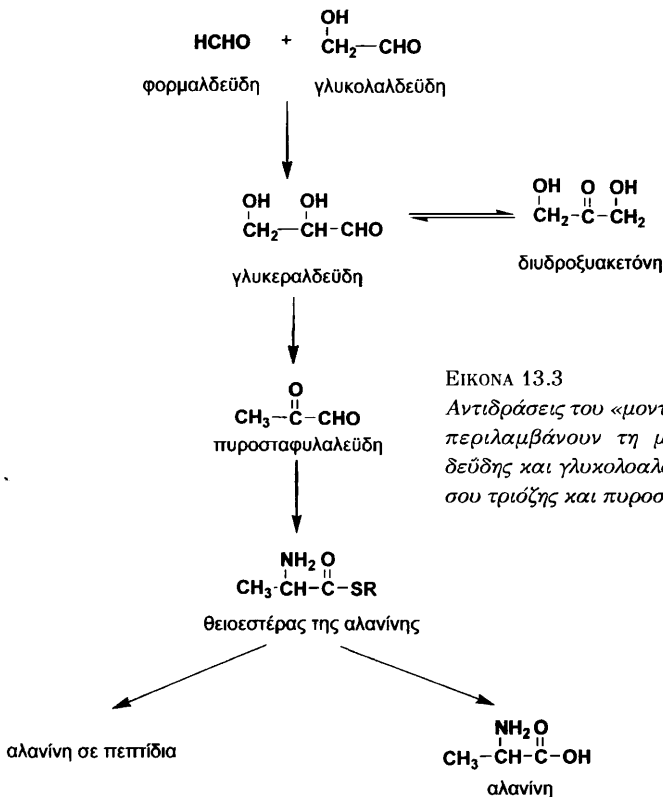 OH
HCHO + CH2—CHO
φορμαλδεΰδη γλυκολαλδεΰδη
OH OH
CH2—CH—CHO
γλυκεραλδεΰδη
OH O OH
CH2—C—CH2
διυδροξυακετόνη
O
CH3—C—CHO
πυροσταφυλαλεΰδη
ΕΙΚΟΝΑ 13.3
Αντιδράσεις του «μοντ
περιλαμβάνουν τη μ
δεΰδης και γλυκολοαλ
σου τριόζης και πυροσ
NH2 O
CH3-CH—C—SR
θειοεστέρας της αλανίνης
αλανίνη σε πεπτίδια
NH2 O
CH3—CH—C—OH
αλανίνη